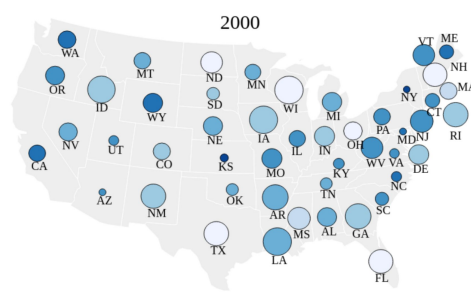 2000
WA
MT
ND
MN
VT
ME
NH
OR
ID
WY
SD
WI
MI
NY
MA
CT
RI
NV
UT
CO
NE
IA
IL
IN
OH
PA
NJ
MD
CA
KS
MO
KY
WV
VA
DE
AZ
NM
OK
AR
TN
NC
SC
TX
LA
MS
AL
GA
FL